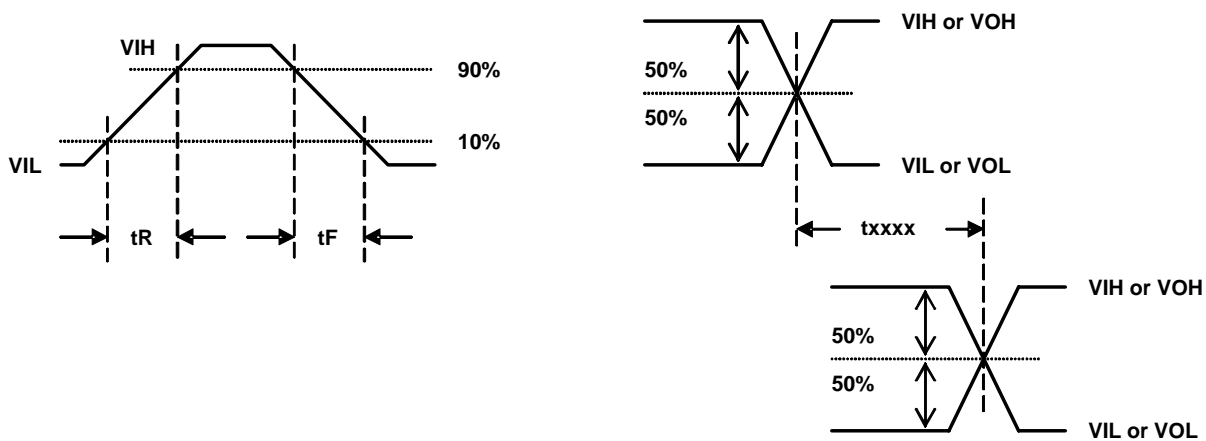 VIH
90%
10%
VIL
tR
tF
VIH or VOH
50%
50%
VIL or VOL
txxxx
VIH or VOH
50%
50%
VIL or VOL